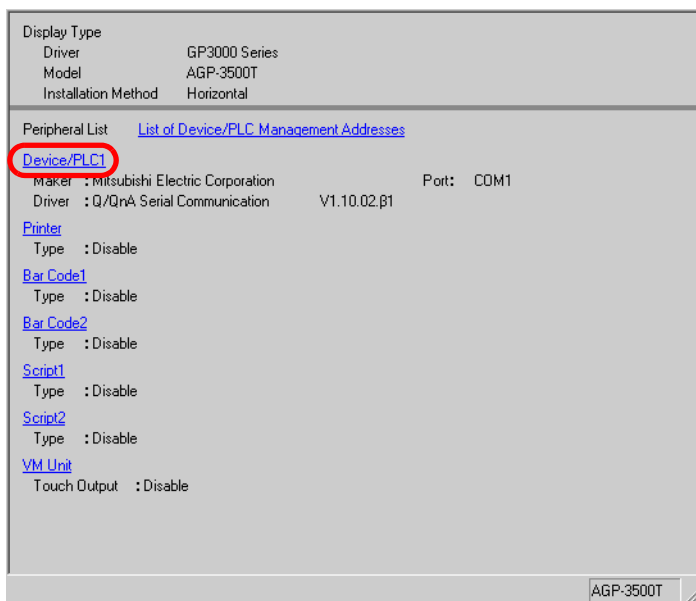 Display Type
Driver GP3000 Series
Model AGP-3500T
Installation Method Horizontal
Peripheral List List of Device/PLC Management Addresses
Device/PLC1
Maker : Mitsubishi Electric Corporation Port: COM1
Driver : Q/QnA Serial Communication V1.10.02.β1
Printer
Type : Disable
Bar Code1
Type : Disable
Bar Code2
Type : Disable
Script1
Type : Disable
Script2
Type : Disable
VM Unit
Touch Output : Disable
AGP-3500T